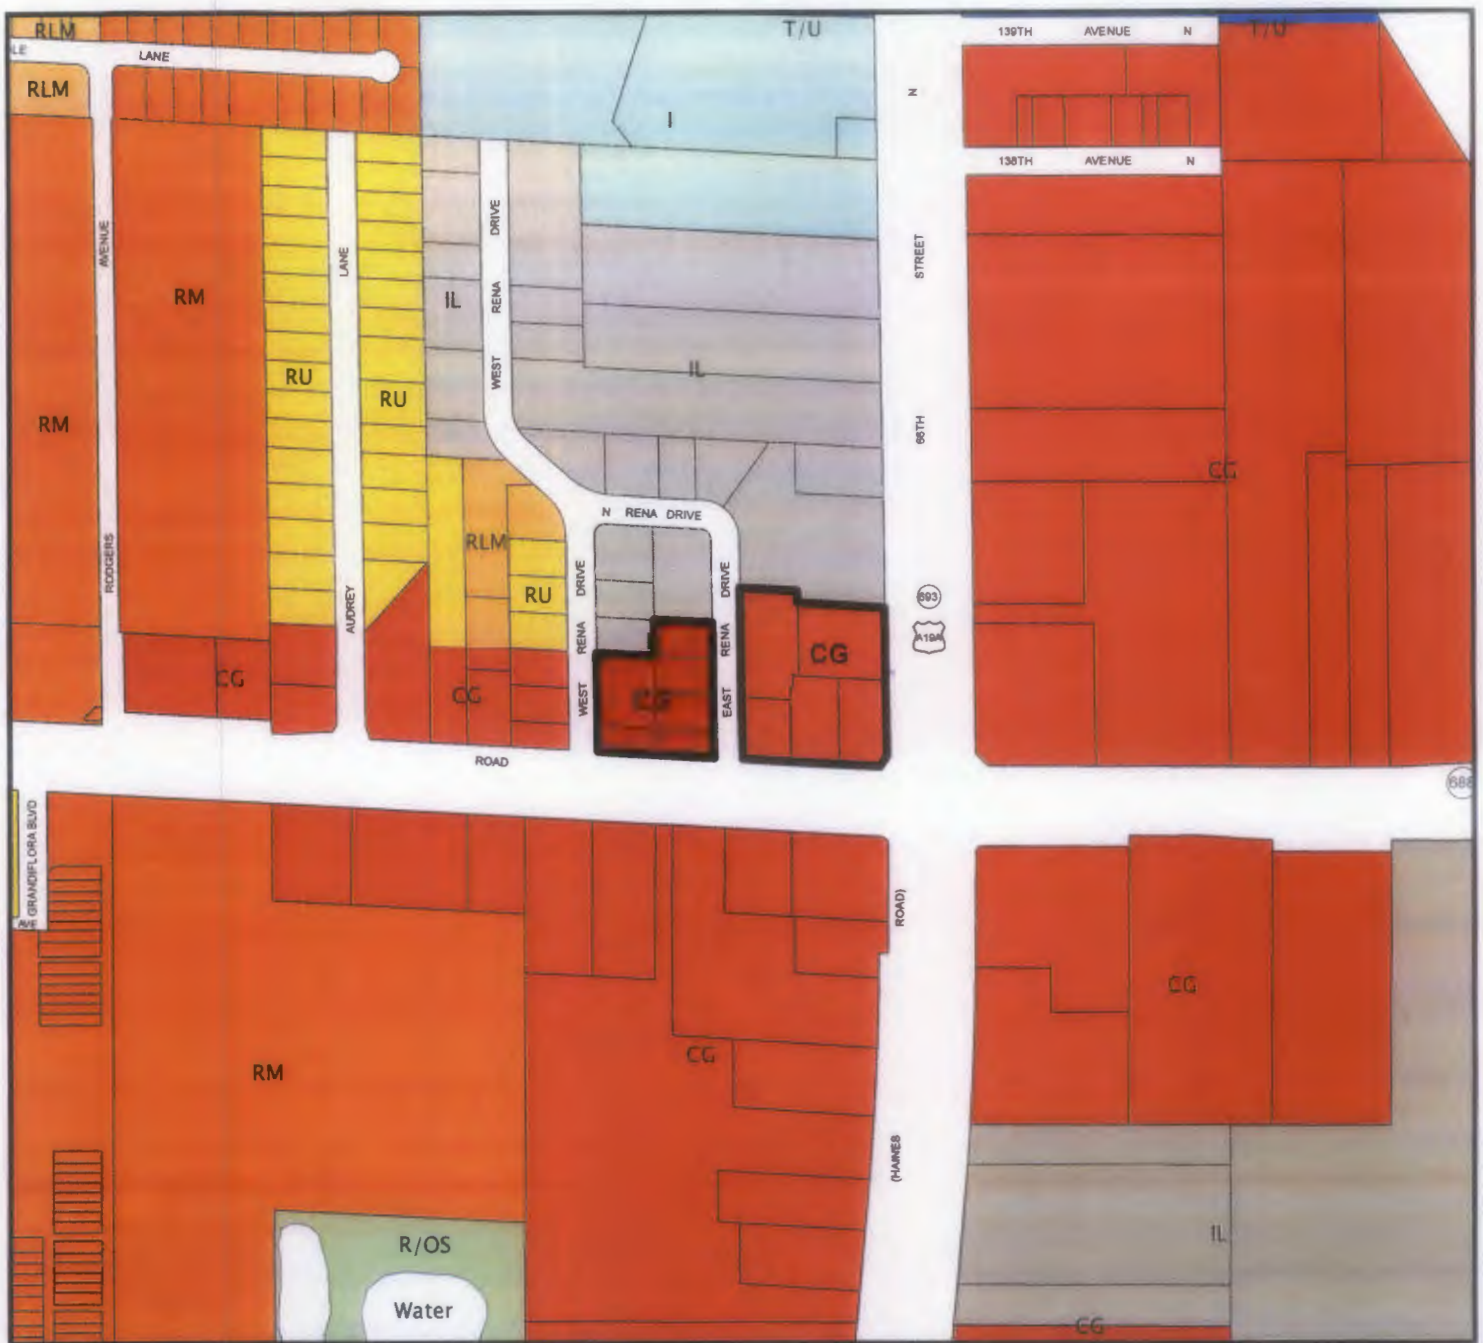 RLM
T/U
139TH AVENUE N
T/U
LE
LANE
RLM
I
N
138TH AVENUE N
AVENUE
LANE
WEST RENA DRIVE
STREET
RM
IL
RU
RU
IL
66TH
RM
CG
N RENA DRIVE
RLM
RODGERS
AUDREY
RU
WEST RENA DRIVE
EAST RENA DRIVE
693
A19A
CG
CG
CG
CG
ROAD
688
AVE GRANDIFLORA BLVD
ROAD)
CG
CG
RM
(HAINES
IL
R/OS
Water
CG